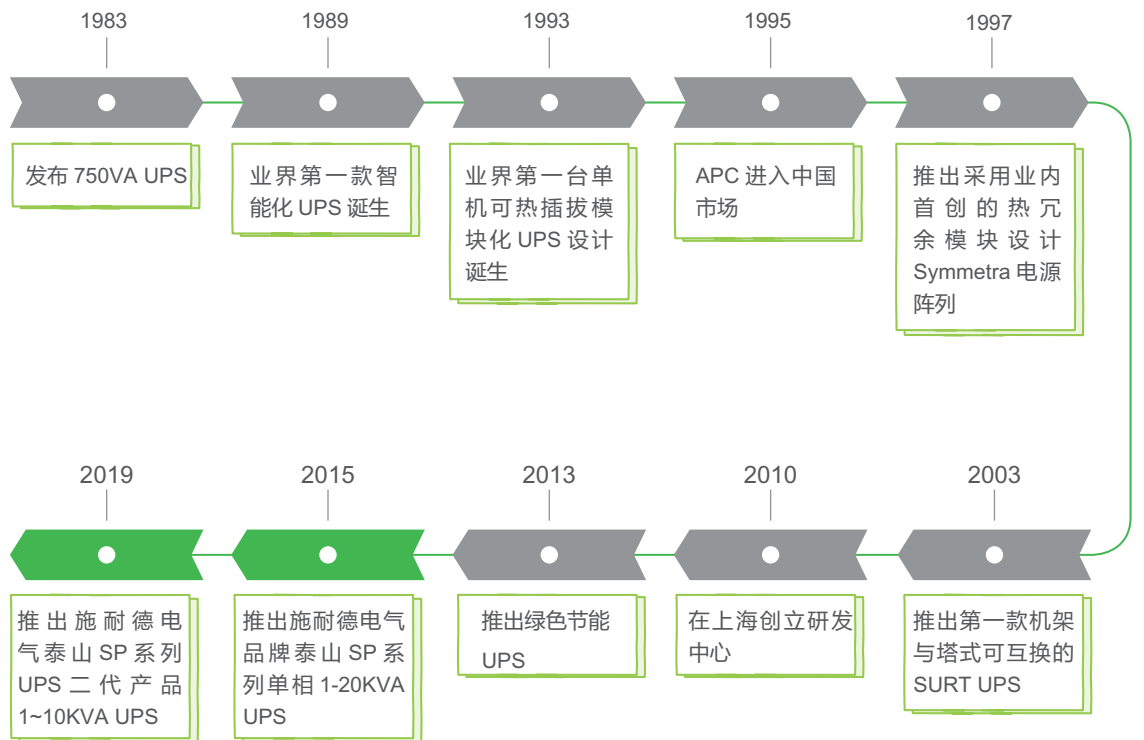 1983
1989
1993
1995
1997
发布 750VA UPS
业界第一款智
能化 UPS 诞生
业界第一台单
机可热插拔模
块化 UPS 设计
诞生
APC 进入中国
市场
推出采用业内
首创的热冗
余模块设计
Symmetra 电源
阵列
2019
2015
2013
2010
2003
推出施耐德电
气泰山 SP 系列
UPS 二代产品
1~10KVA UPS
推出施耐德电气
品牌泰山 SP 系
列单相 1-20KVA
UPS
推出绿色节能
UPS
在上海创立研发
中心
推出第一款机架
与塔式可互换的
SURT UPS